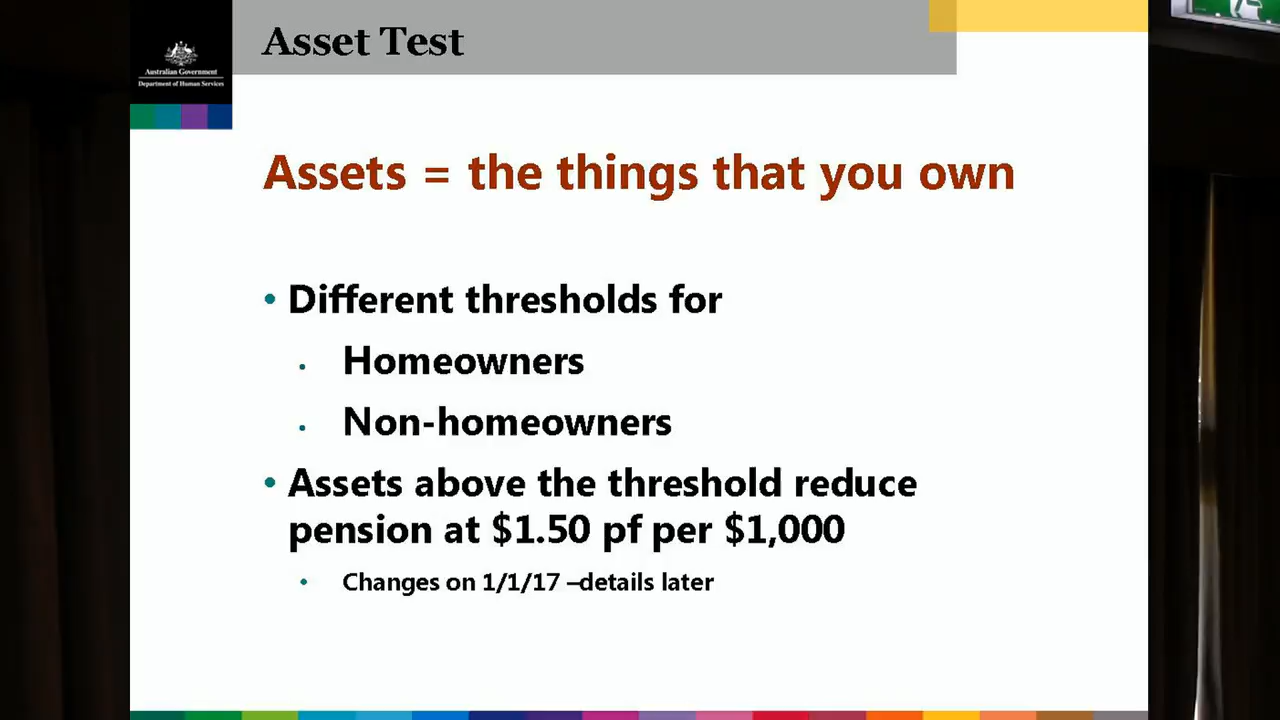 Asset Test
Australian Government
Department of Human Services
Assets = the things that you own
• Different thresholds for
• Homeowners
• Non-homeowners
• Assets above the threshold reduce
pension at $1.50 pf per $1,000
• Changes on 1/1/17 –details later